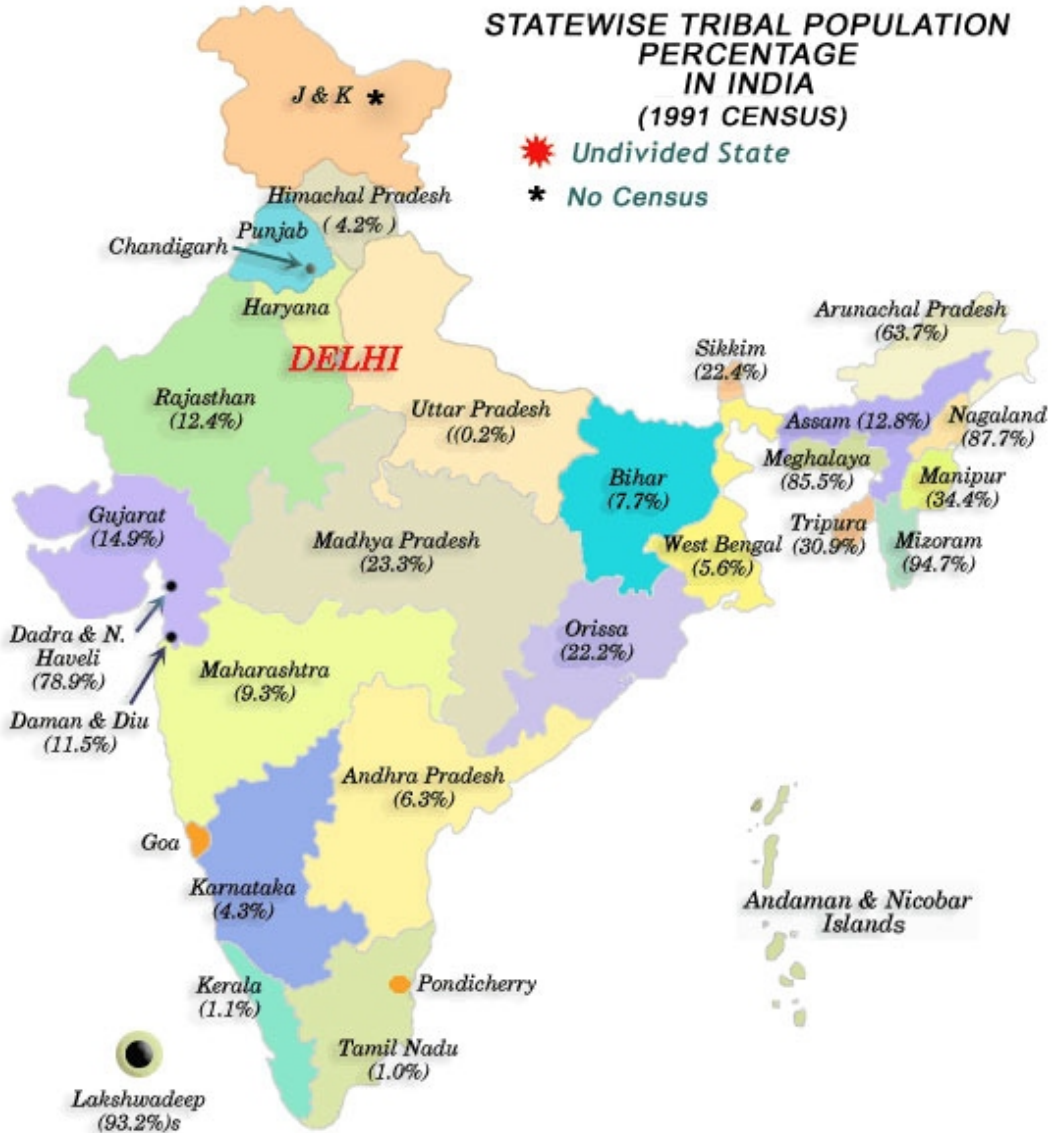 STATEWISE TRIBAL POPULATION
PERCENTAGE
IN INDIA
(1991 CENSUS)
Undivided State
* No Census
J & K *
Himachal Pradesh
( 4.2% )
Punjab
Chandigarh
Haryana
DELHI
Rajasthan
(12.4%)
Uttar Pradesh
((0.2%)
Sikkim
(22.4%)
Arunachal Pradesh
(63.7%)
Assam (12.8%)
Nagaland
(87.7%)
Meghalaya
(85.5%)
Manipur
(34.4%)
Tripura
(30.9%)
Mizoram
(94.7%)
Bihar
(7.7%)
West Bengal
(5.6%)
Gujarat
(14.9%)
Madhya Pradesh
(23.3%)
Dadra & N.
Haveli
(78.9%)
Daman & Diu
(11.5%)
Orissa
(22.2%)
Maharashtra
(9.3%)
Andhra Pradesh
(6.3%)
Goa
Karnataka
(4.3%)
Andaman & Nicobar
Islands
Kerala
(1.1%)
Pondicherry
Tamil Nadu
(1.0%)
Lakshwadeep
(93.2%)s